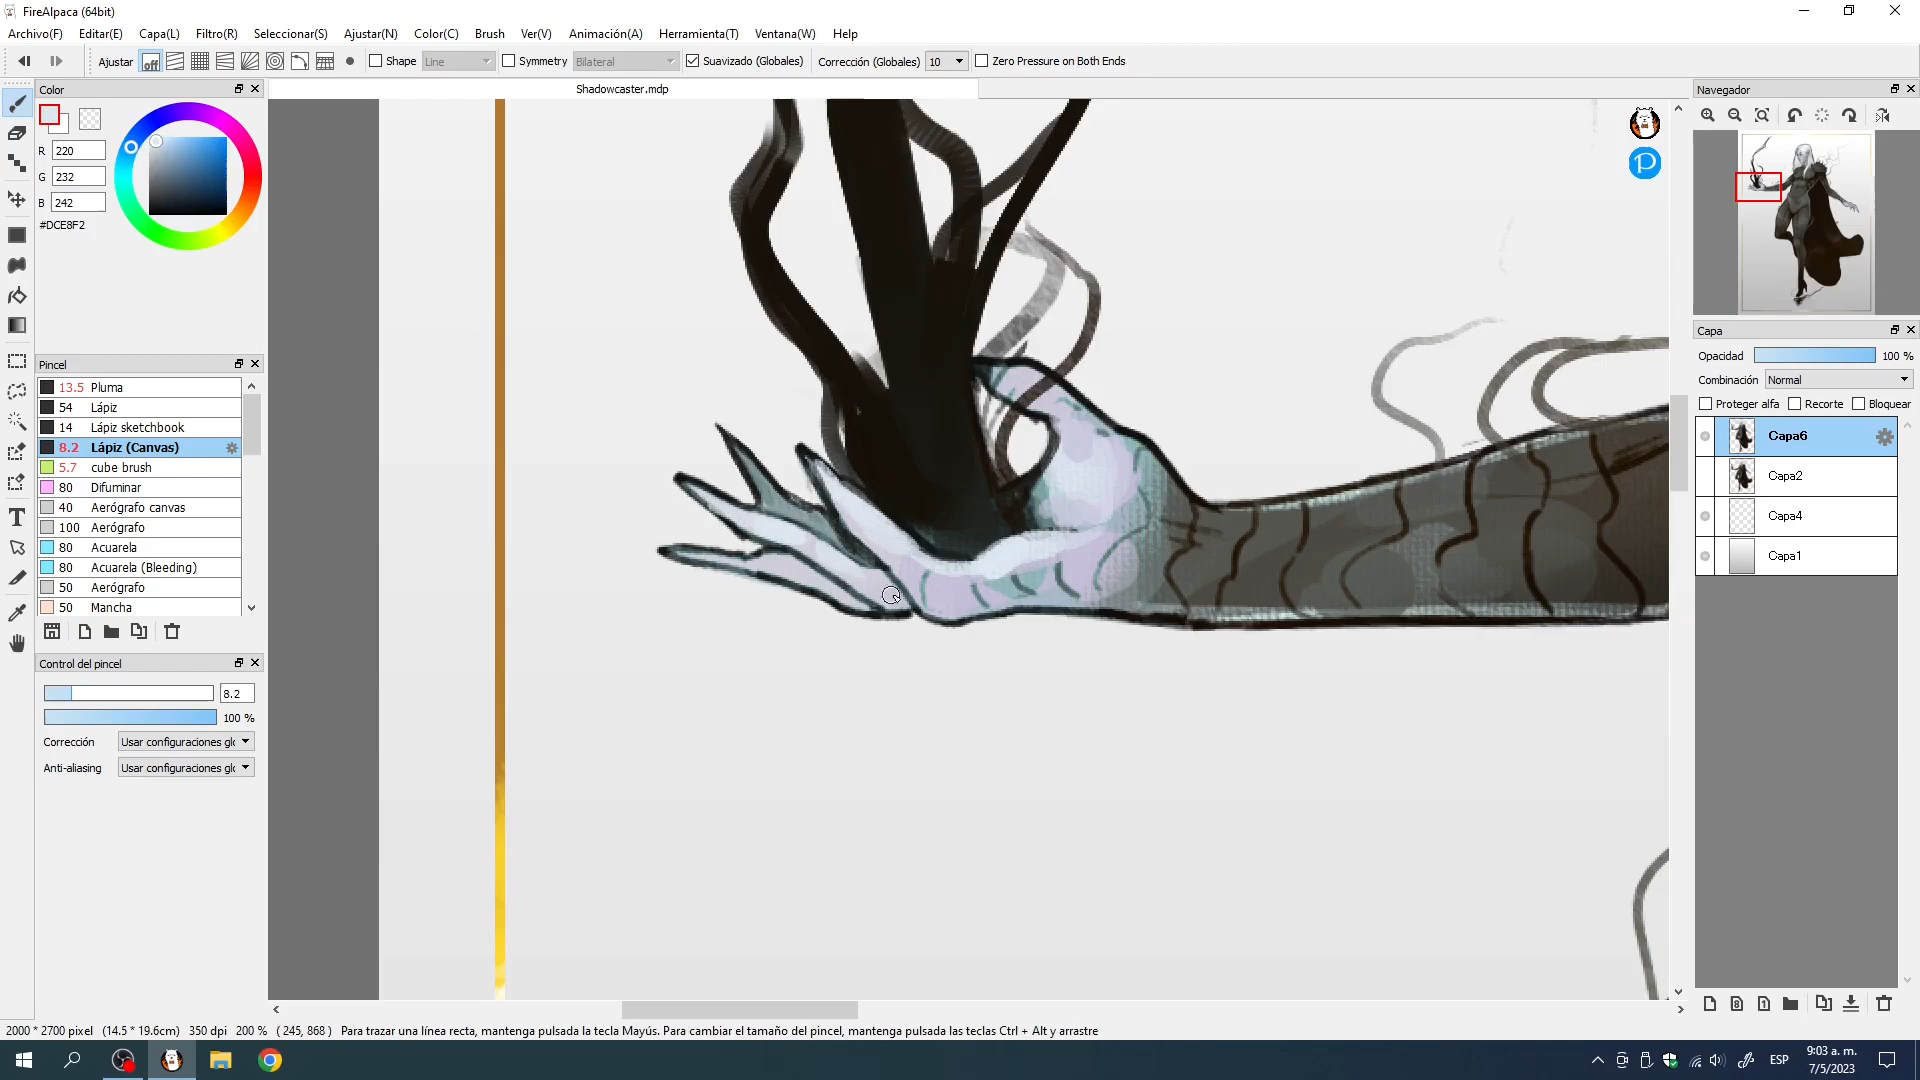 FireAlpaca (64bit)
Archivo(F) Editar(E) Capa(L) Filtro(R) Seleccionar(S) Ajustar(N) Color(C) Brush Ver(V) Animación(A) Herramienta(T) Ventana(W) Help
Ajustar off Shape Line Symmetry Bilateral Suavizado (Globales) Corrección (Globales) 10 Zero Pressure on Both Ends
Color
Shadowcaster.mdp
Navegador
R 220
G 232
B 242
#DCE8F2
Capa
Opacidad 100 %
Combinación Normal
Proteger alfa Recorte Bloquear
Capa6
Capa2
Capa4
Capa1
Pincel
13.5 Pluma
54 Lápiz
14 Lápiz sketchbook
8.2 Lápiz (Canvas)
5.7 cube brush
80 Difuminar
40 Aerógrafo canvas
100 Aerógrafo
80 Acuarela
80 Acuarela (Bleeding)
50 Aerógrafo
50 Mancha
Control del pincel
8.2
100 %
Corrección Usar configuraciones glo
Anti-aliasing Usar configuraciones glo
2000 * 2700 pixel (14.5 * 19.6cm) 350 dpi 200 % ( 245, 868 ) Para trazar una línea recta, mantenga pulsada la tecla Mayús. Para cambiar el tamaño del pincel, mantenga pulsadas las teclas Ctrl + Alt y arrastre
ESP
9:03 a. m.
7/5/2023